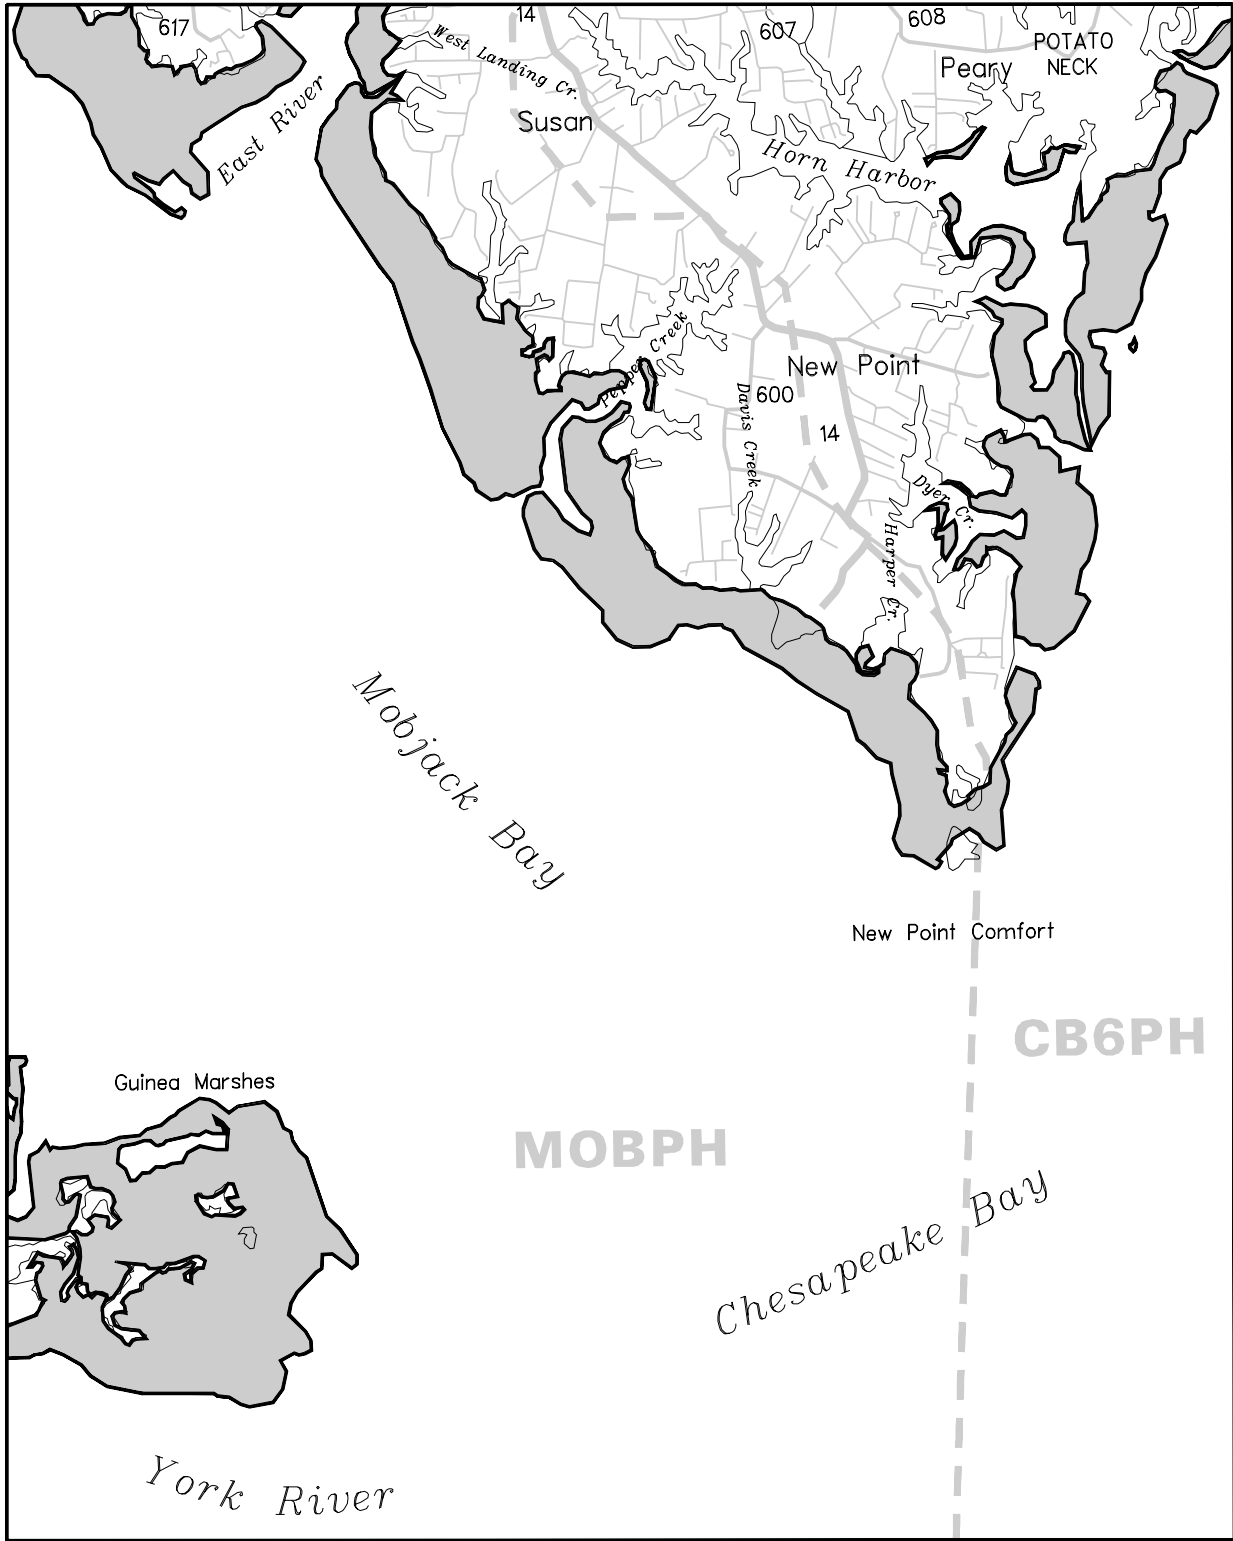 617
14
607
608
West Landing Cr.
POTATO
NECK
Peary
East River
Susan
Horn Harbor
Pepper Creek
New Point
600
Davis Creek
14
Dyer Cr.
Harper Cr.
Mobjack Bay
New Point Comfort
CB6PH
Guinea Marshes
MOBPH
Chesapeake Bay
York River